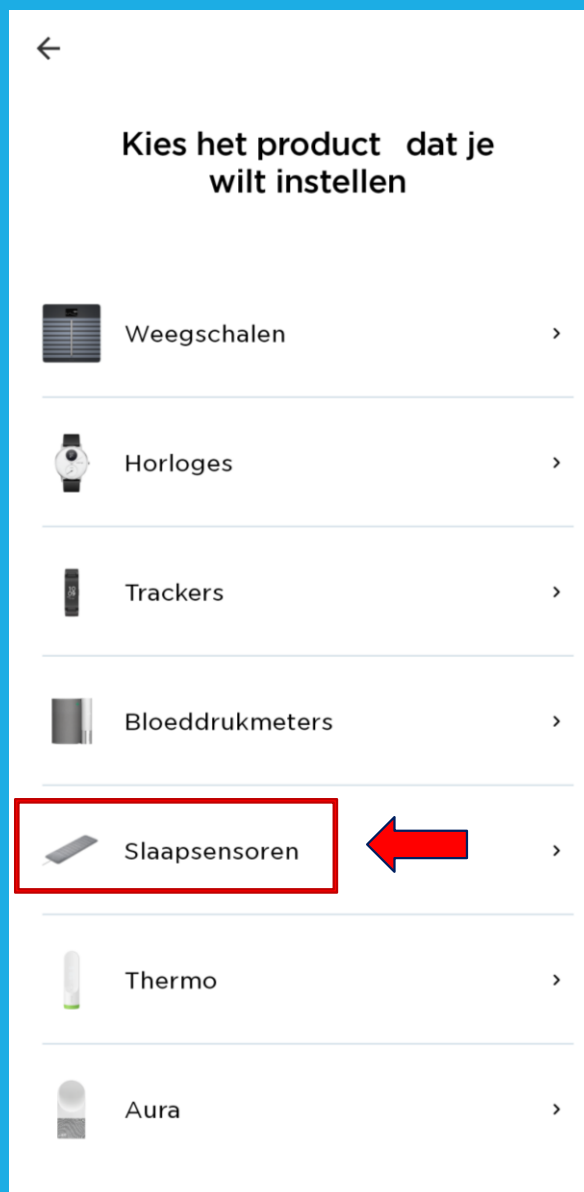 Kies het product dat je
wilt instellen
Weegschalen
Horloges
Trackers
Bloeddrukmeters
Slaapsensoren
Thermo
Aura